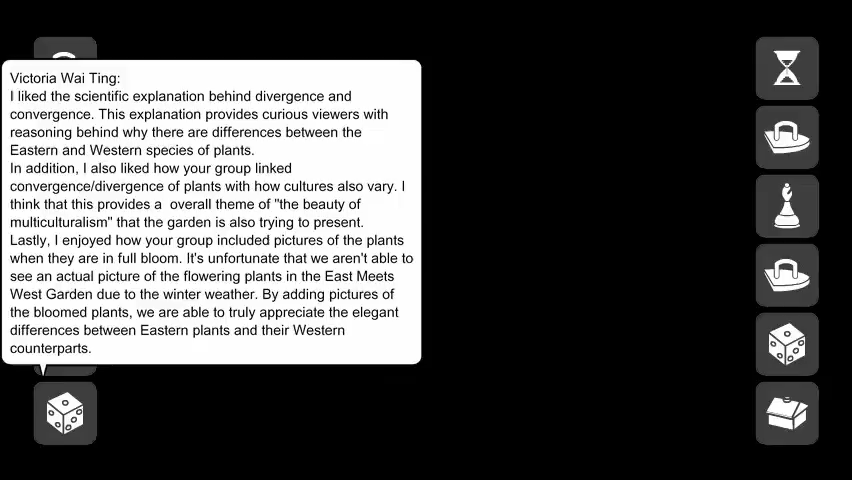 Victoria Wai Ting:
I liked the scientific explanation behind divergence and
convergence. This explanation provides curious viewers with
reasoning behind why there are differences between the
Eastern and Western species of plants.
In addition, I also liked how your group linked
convergence/divergence of plants with how cultures also vary. I
think that this provides a  overall theme of "the beauty of
multiculturalism" that the garden is also trying to present.
Lastly, I enjoyed how your group included pictures of the plants
when they are in full bloom. It's unfortunate that we aren't able to
see an actual picture of the flowering plants in the East Meets
West Garden due to the winter weather. By adding pictures of
the bloomed plants, we are able to truly appreciate the elegant
differences between Eastern plants and their Western
counterparts.